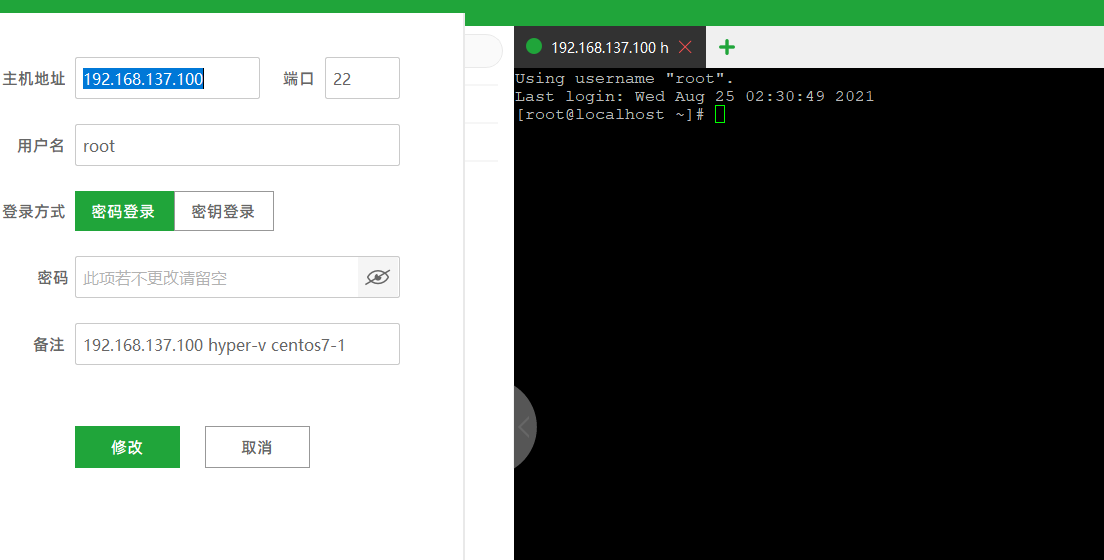 主机地址 192.168.137.100 端口 22
用户名 root
登录方式 密码登录 密钥登录
密码 此项若不更改请留空
备注 192.168.137.100 hyper-v centos7-1
修改 取消
192.168.137.100 h
Using username "root".
Last login: Wed Aug 25 02:30:49 2021
[root@localhost ~]#